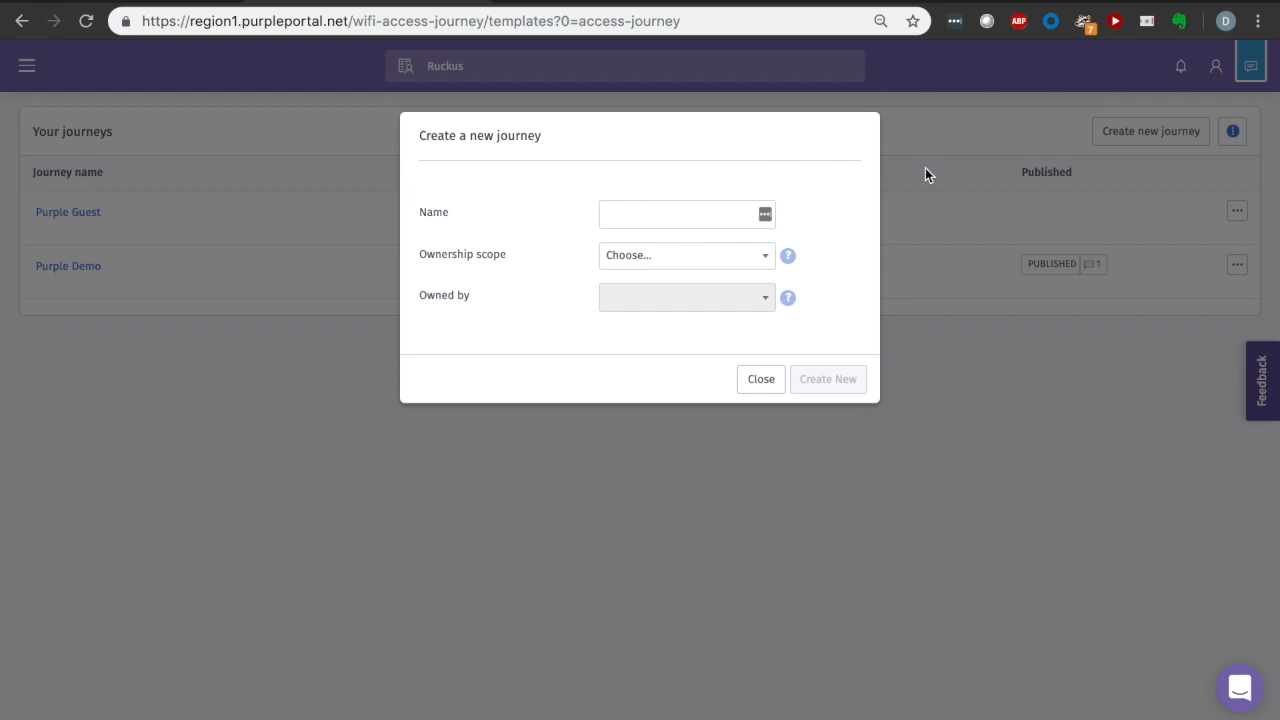 https://region1.purpleportal.net/wifi-access-journey/templates?0=access-journey
ABP
7
D
Ruckus
Your journeys
Create new journey
Journey name
Published
Purple Guest
Purple Demo
PUBLISHED 1
Create a new journey
Name
Ownership scope
Choose...
?
Owned by
?
Close
Create New
Feedback